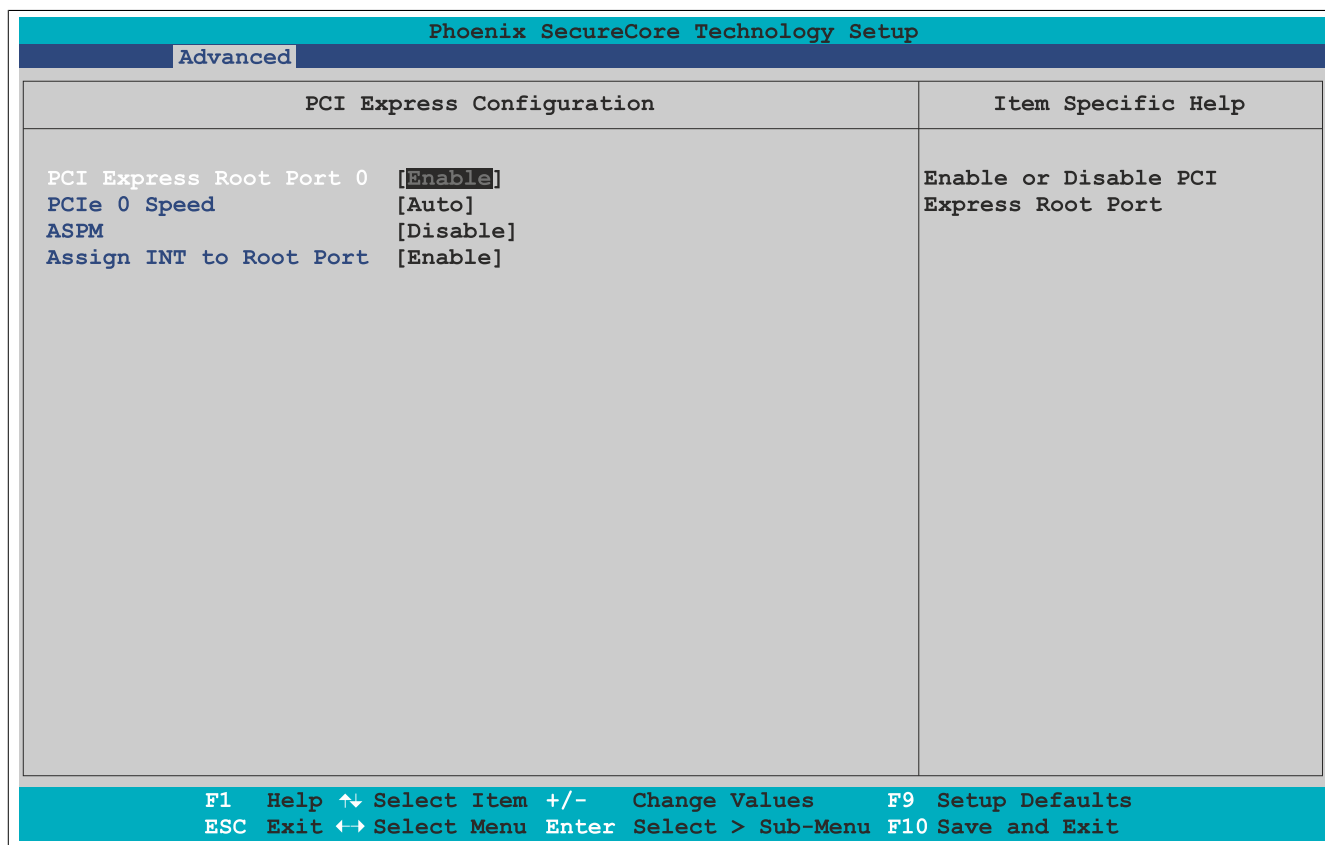 Phoenix SecureCore Technology Setup
Advanced
PCI Express Configuration
Item Specific Help
PCI Express Root Port 0 [Enable]
PCIe 0 Speed [Auto]
ASPM [Disable]
Assign INT to Root Port [Enable]
Enable or Disable PCI
Express Root Port
F1 Help ↑↓ Select Item +/- Change Values F9 Setup Defaults
ESC Exit ←→ Select Menu Enter Select > Sub-Menu F10 Save and Exit